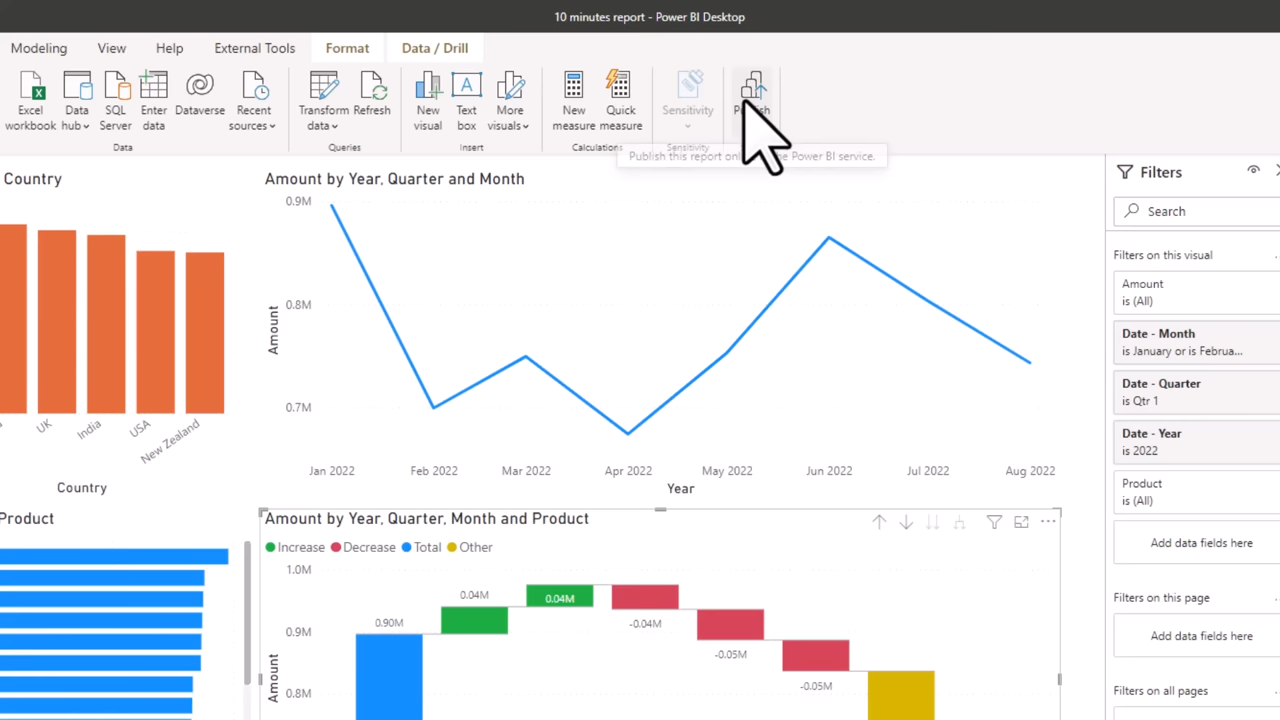 10 minutes report - Power BI Desktop
Modeling View Help External Tools Format Data / Drill
Excel workbook
Data hub
SQL Server
Enter data
Dataverse
Recent sources
Transform data
Refresh
New visual
Text box
More visuals
New measure
Quick measure
Sensitivity
Data
Queries
Insert
Sensitivity
Publish this report on the Power BI service.
Country
Amount by Year, Quarter and Month
0.9M
0.8M
0.7M
Amount
Jan 2022 Feb 2022 Mar 2022 Apr 2022 May 2022 Jun 2022 Jul 2022 Aug 2022
Year
UK
India
USA
New Zealand
Country
Product
Amount by Year, Quarter, Month and Product
Increase Decrease Total Other
1.0M
0.9M
0.8M
Amount
0.90M
0.04M
0.04M
-0.04M
-0.05M
-0.05M
Filters
Search
Filters on this visual
Amount
is (All)
Date - Month
is January or is Februa...
Date - Quarter
is Qtr 1
Date - Year
is 2022
Product
is (All)
Add data fields here
Filters on this page
Add data fields here
Filters on all pages